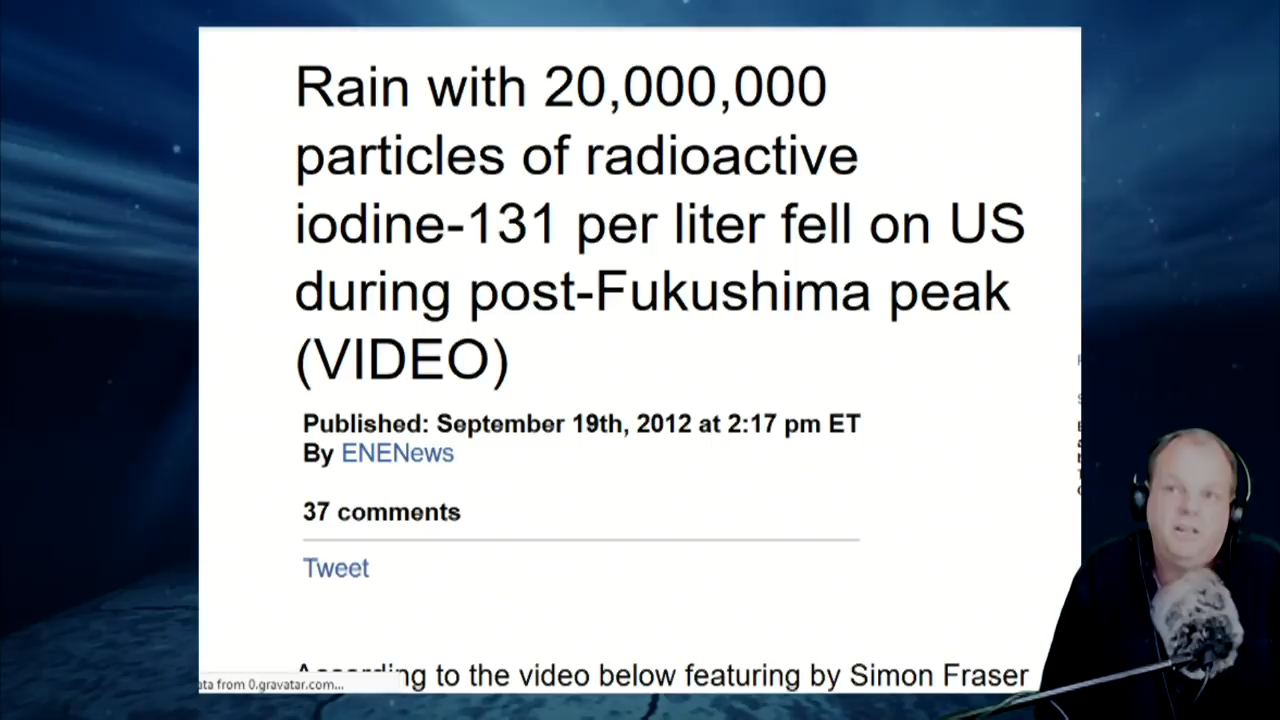 Rain with 20,000,000
particles of radioactive
iodine-131 per liter fell on US
during post-Fukushima peak
(VIDEO)
Published: September 19th, 2012 at 2:17 pm ET
By ENENews
37 comments
Tweet
to the video below featuring by Simon Fraser
from 0.gravatar.com...